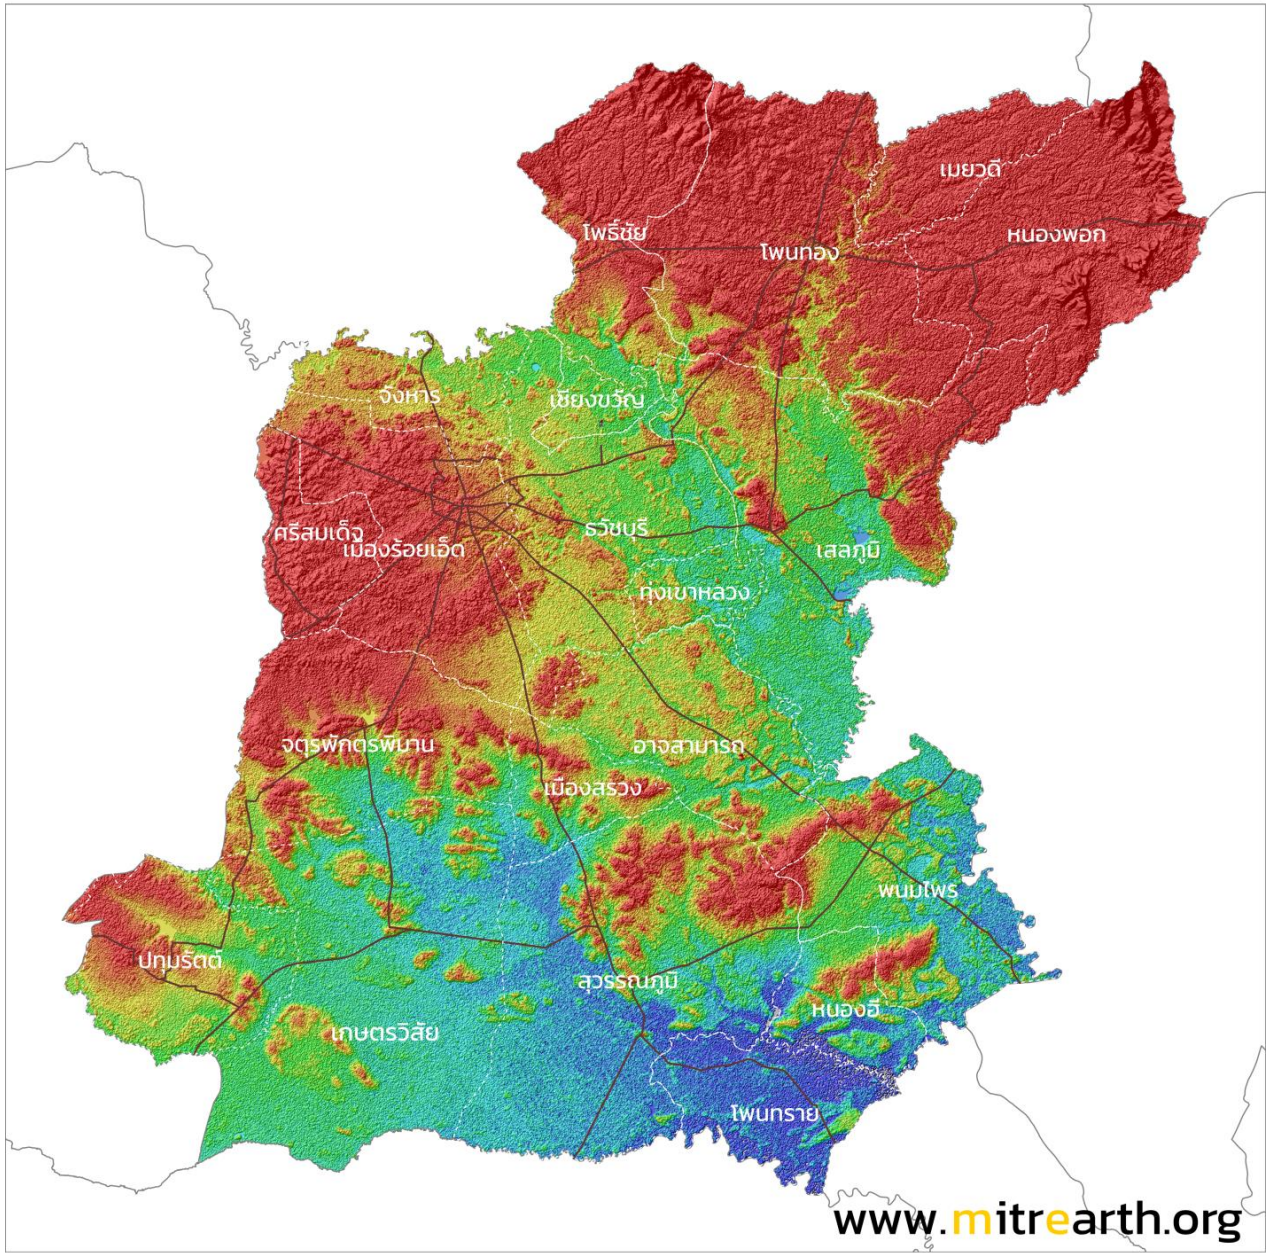 เมยวดี
โพธิ์ชัย
หนองพอก
โพนทอง
จังหาร
เชียงขวัญ
ธวัชบุรี
ศรีสมเด็จ
เมืองร้อยเอ็ด
เสลภูมิ
ทุ่งเขาหลวง
จตุรพักตรพิมาน
อาจสามารถ
เมืองสรวง
พนมไพร
ปทุมรัตต์
สุวรรณภูมิ
หนองฮี
เกษตรวิสัย
โพนทราย
www.mitrearth.org